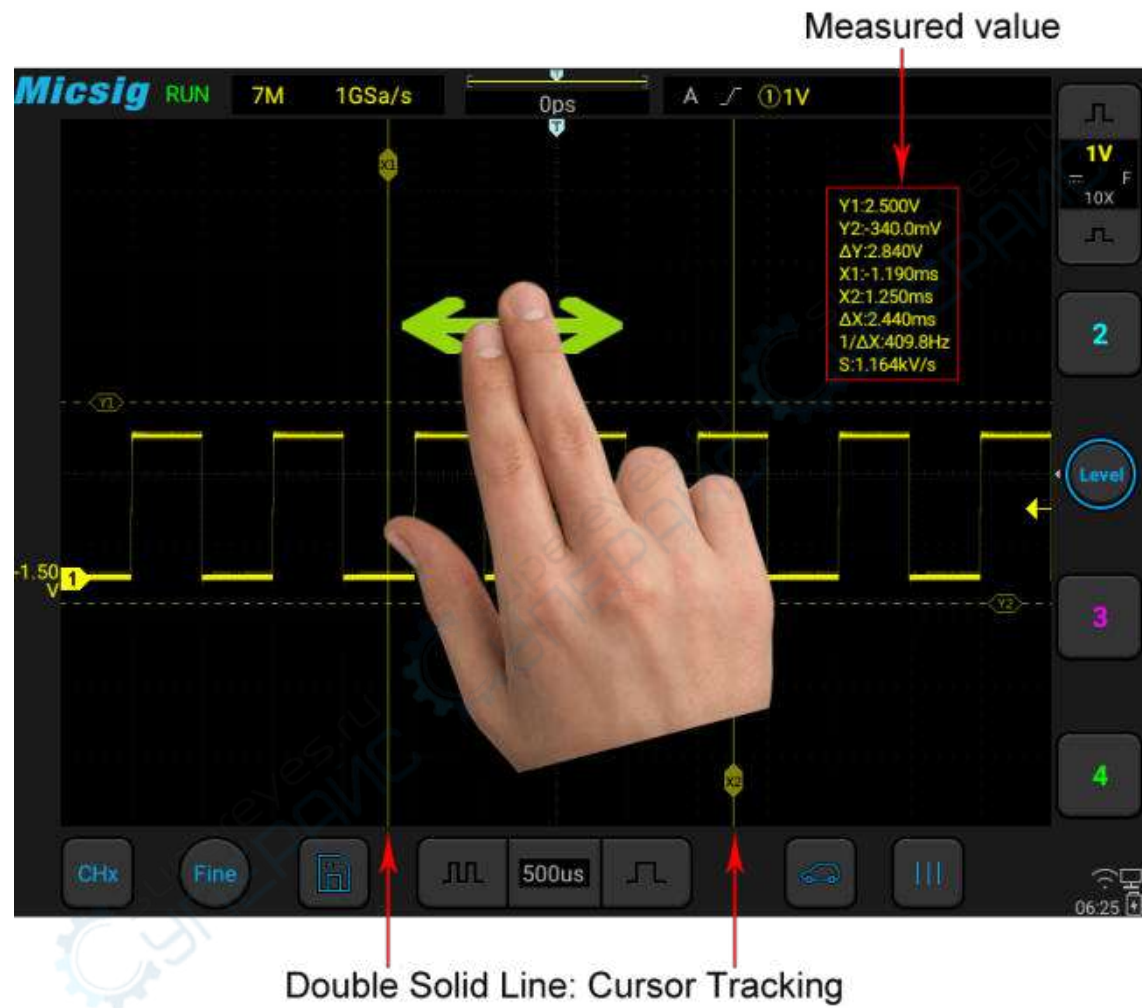 Measured value
Micsig RUN 7M 1GSa/s 0ps A ①1V
T
T
X1
1V
F
10X
Y1:2.500V
Y2:-340.0mV
ΔY:2.840V
X1:-1.190ms
X2:1.250ms
ΔX:2.440ms
1/ΔX:409.8Hz
S:1.164kV/s
2
Y1
Level
-1.50
V
1
Y2
3
X2
4
CHx Fine 500us
06:25
Double Solid Line: Cursor Tracking